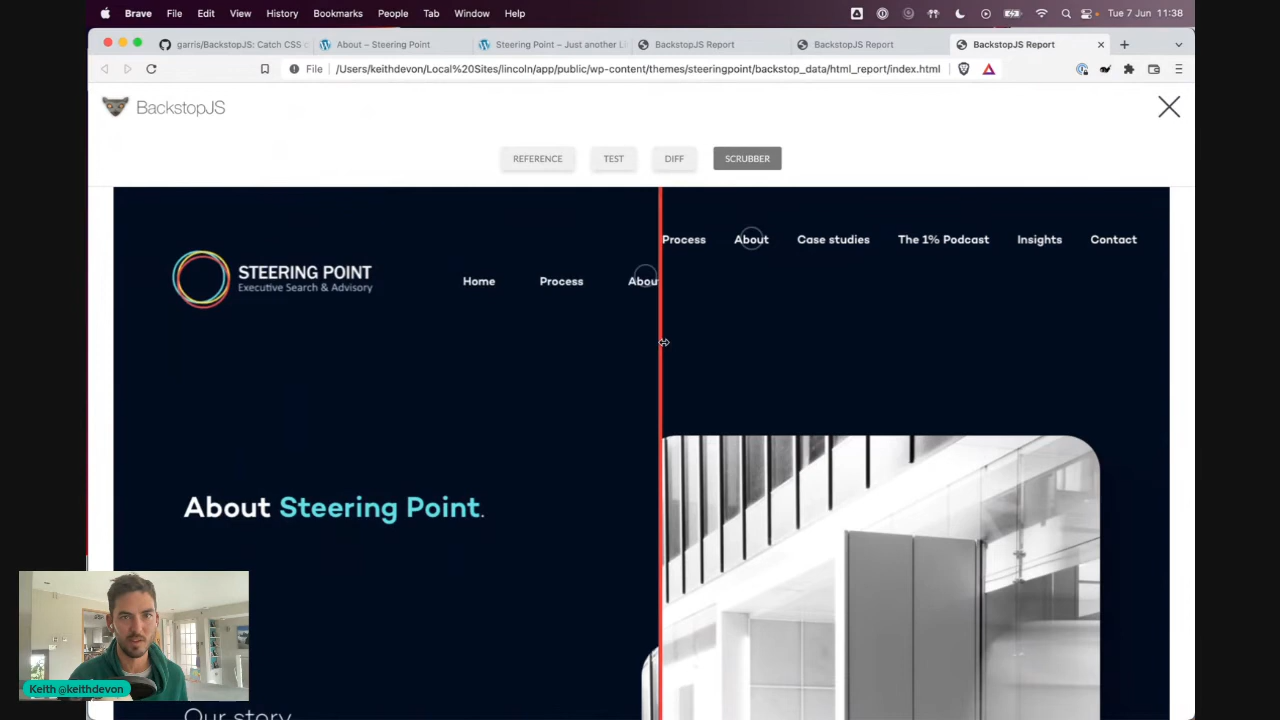 Brave File Edit View History Bookmarks People Tab Window Help Tue 7 Jun 11:38
garris/BackstopJS: Catch CSS c About – Steering Point Steering Point – Just another Li BackstopJS Report BackstopJS Report BackstopJS Report
File /Users/keithdevon/Local%20Sites/lincoln/app/public/wp-content/themes/steeringpoint/backstop_data/html_report/index.html
BackstopJS
REFERENCE TEST DIFF SCRUBBER
Process About Case studies The 1% Podcast Insights Contact
STEERING POINT
Executive Search & Advisory
Home Process About
About Steering Point.
Our story
Keith @keithdevon